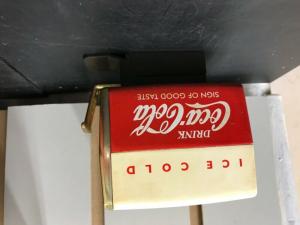 DRINK
Coca-Cola
SIGN OF GOOD TASTE
ICE COLD